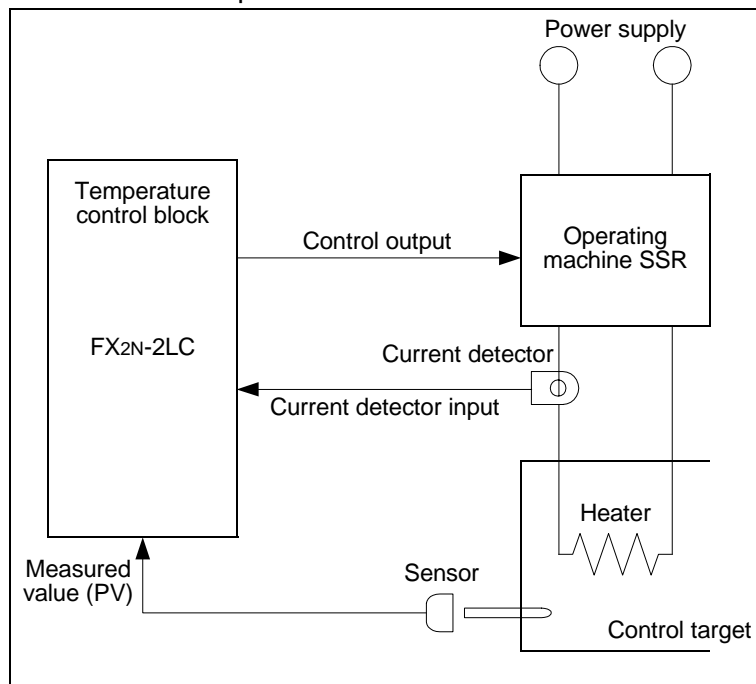 Power supply
Temperature
control block
Control output
Operating
machine SSR
FX2N-2LC
Current detector
Current detector input
Heater
Measured
value (PV)
Sensor
Control target